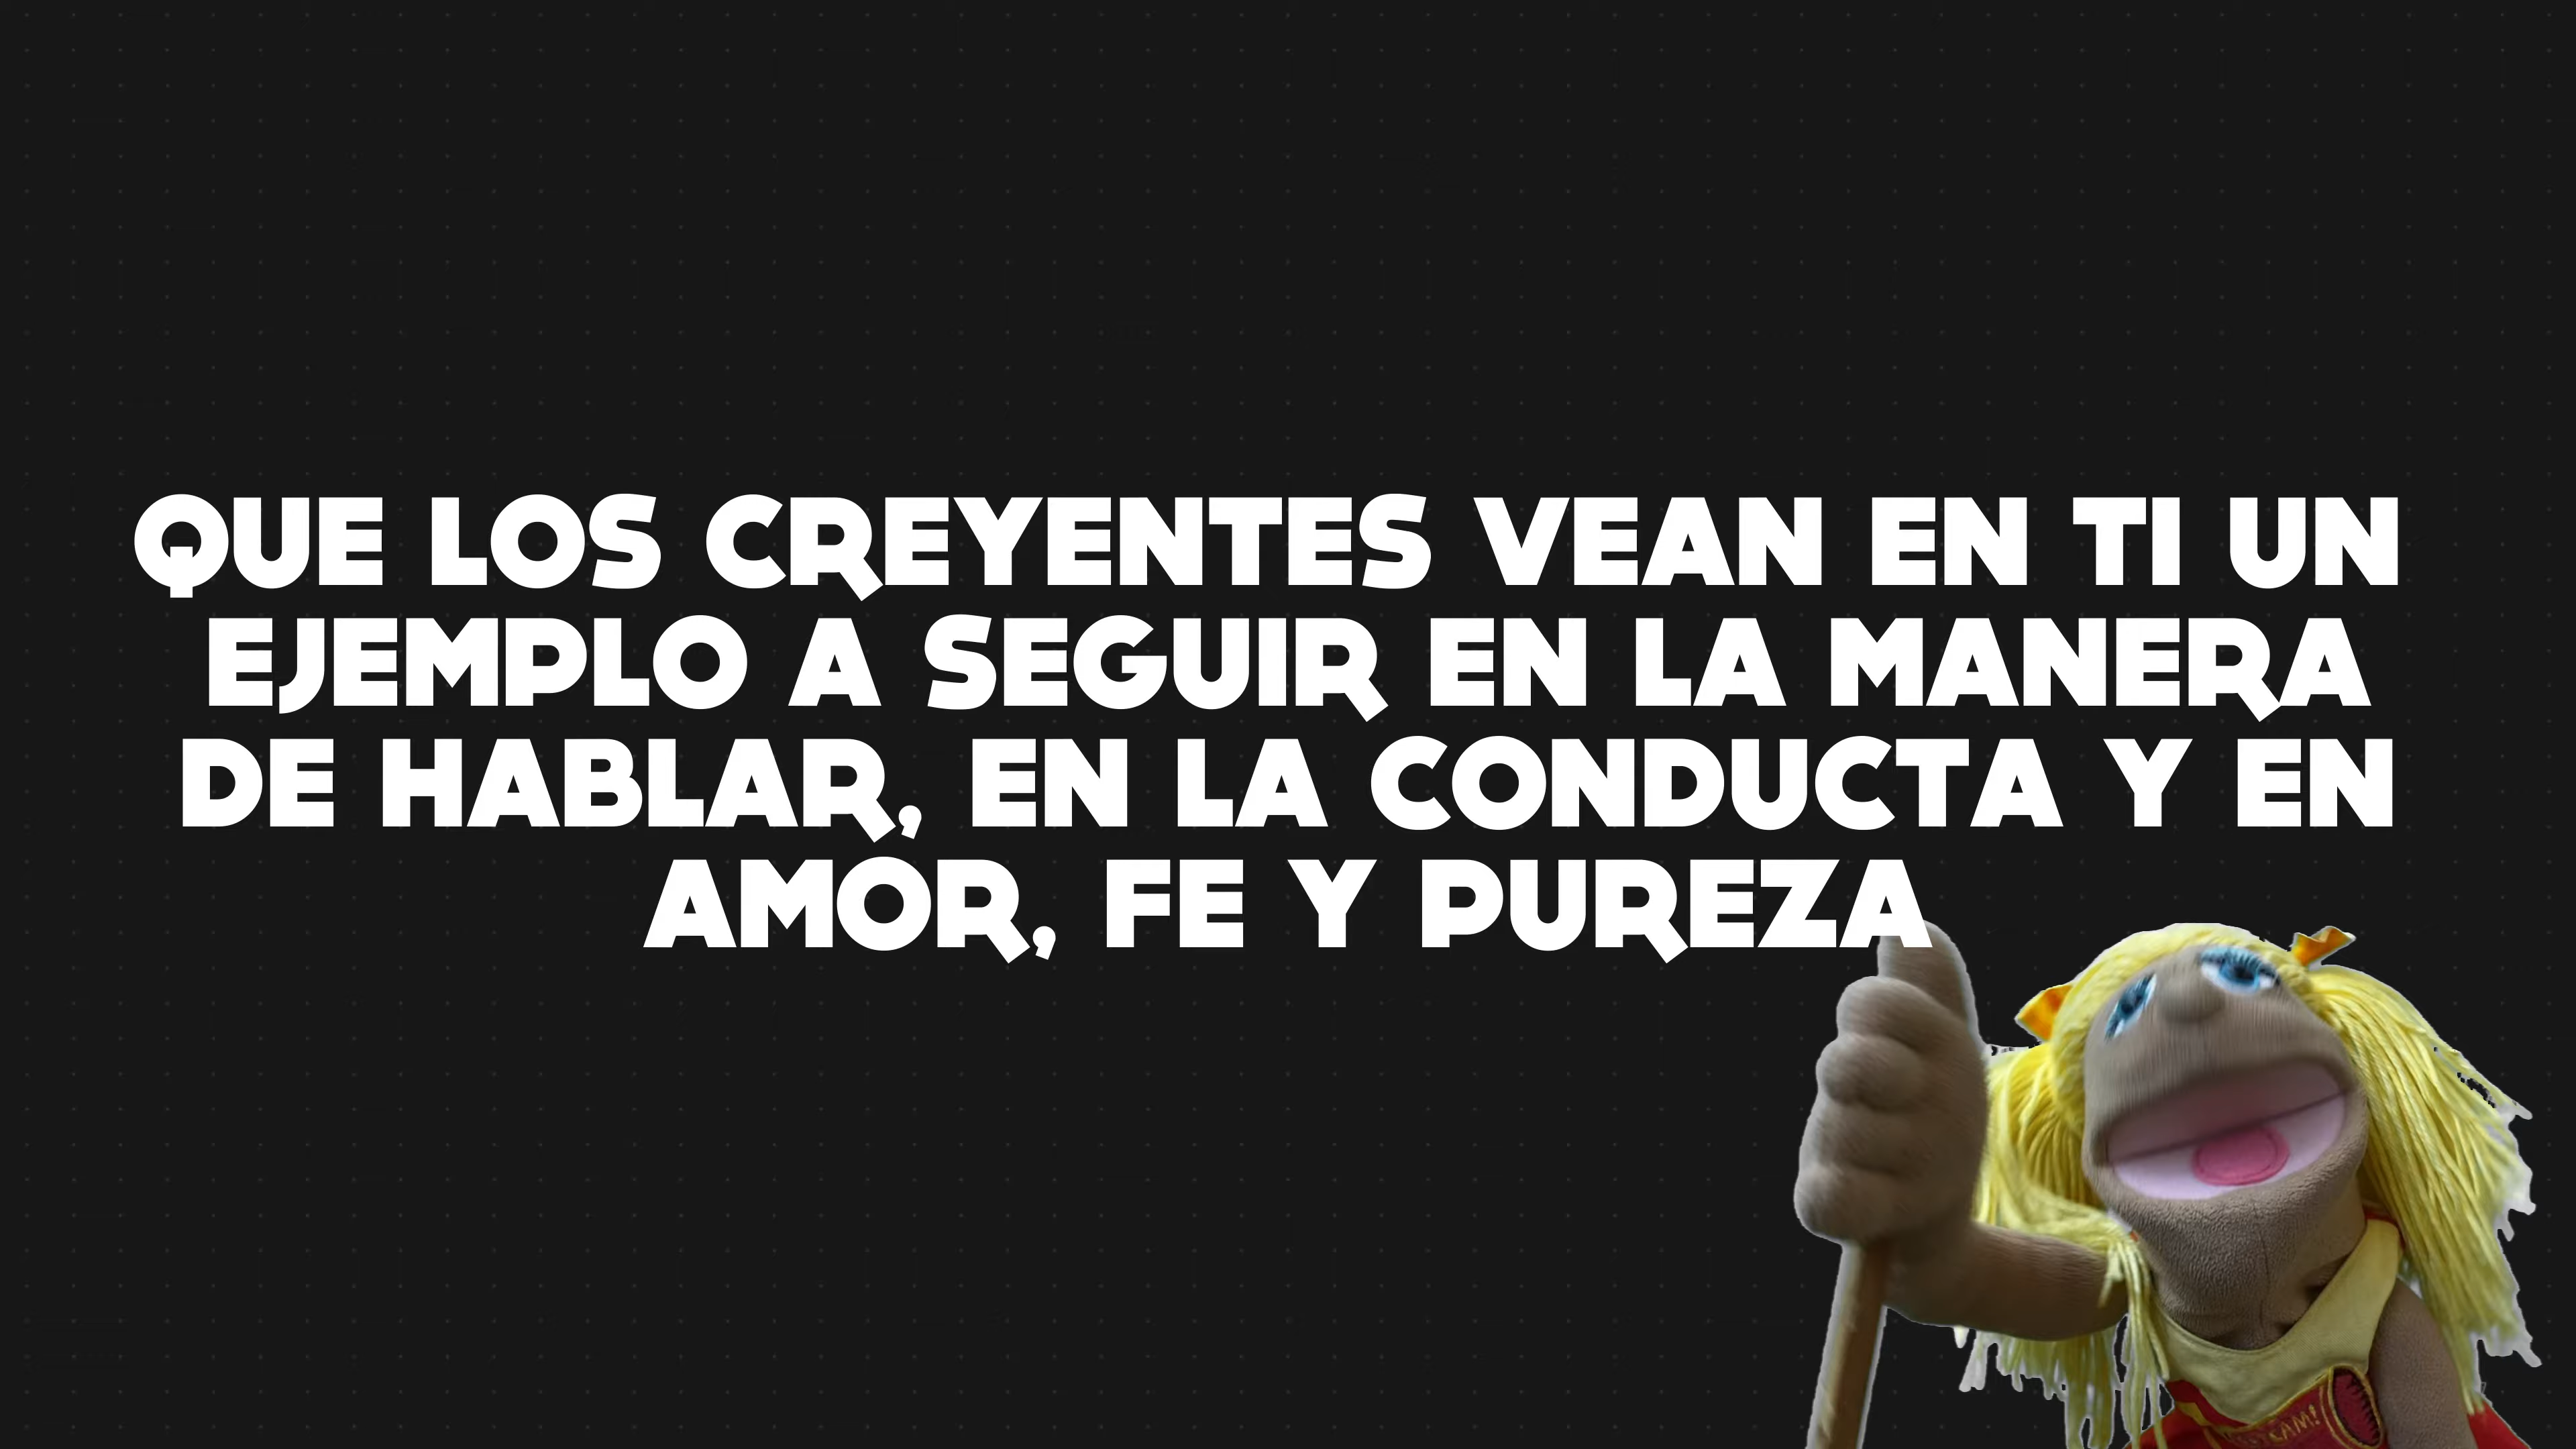 QUE LOS CREYENTES VEAN EN TI UN
EJEMPLO A SEGUIR EN LA MANERA
DE HABLAR, EN LA CONDUCTA Y EN
AMOR, FE Y PUREZA